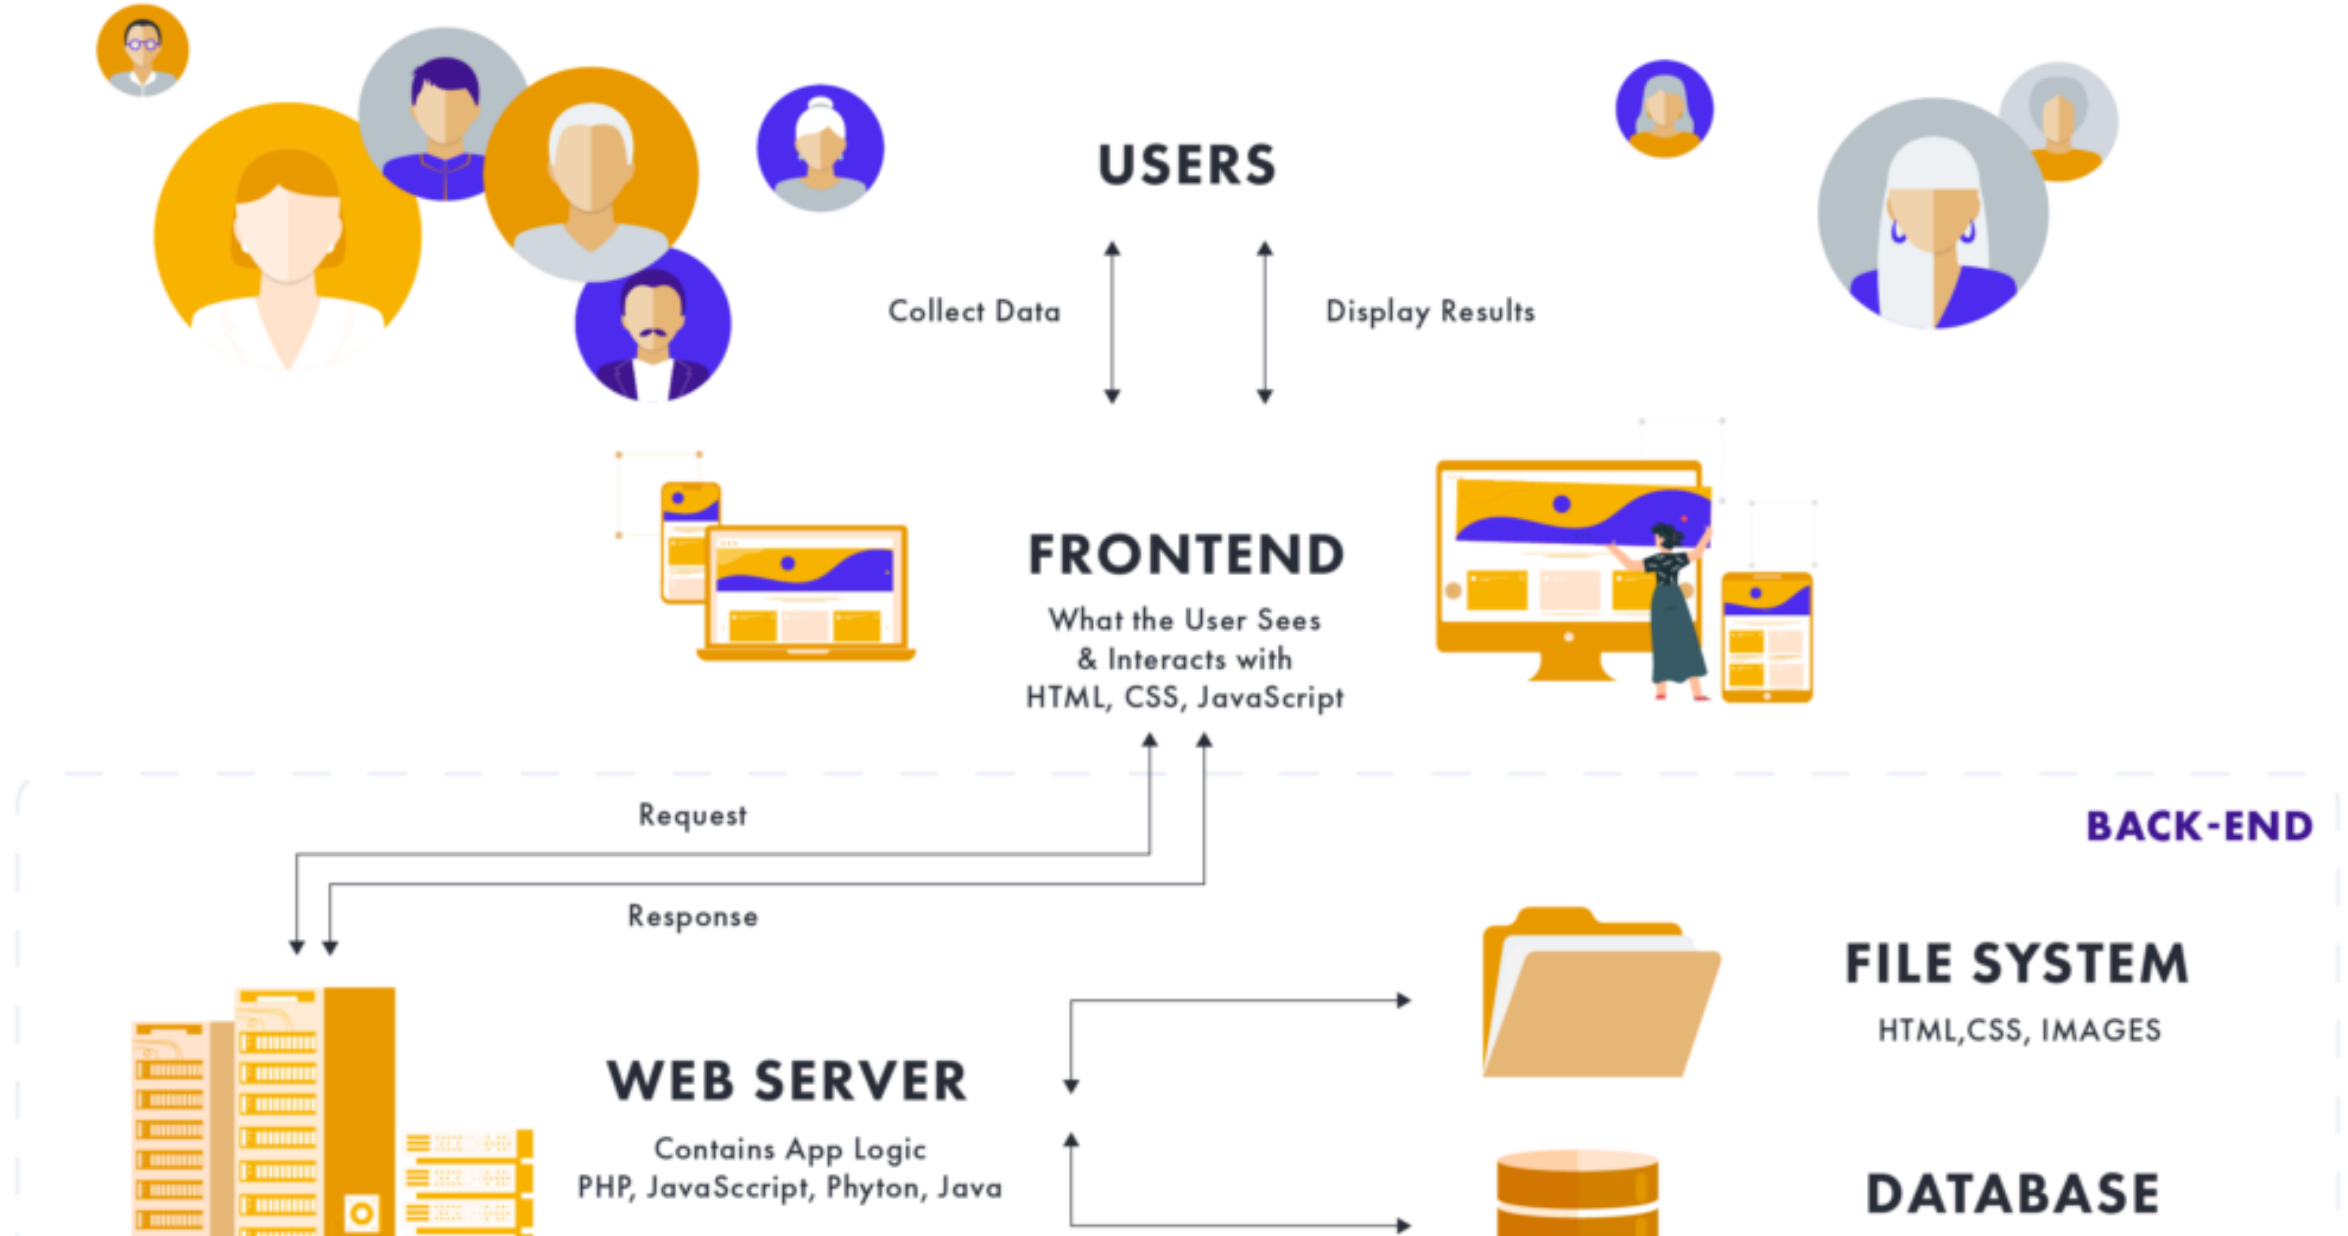 USERS
Collect Data
Display Results
FRONTEND
What the User Sees
& Interacts with
HTML, CSS, JavaScript
Request
BACK-END
Response
FILE SYSTEM
HTML,CSS, IMAGES
WEB SERVER
Contains App Logic
PHP, JavaSccript, Phyton, Java
DATABASE